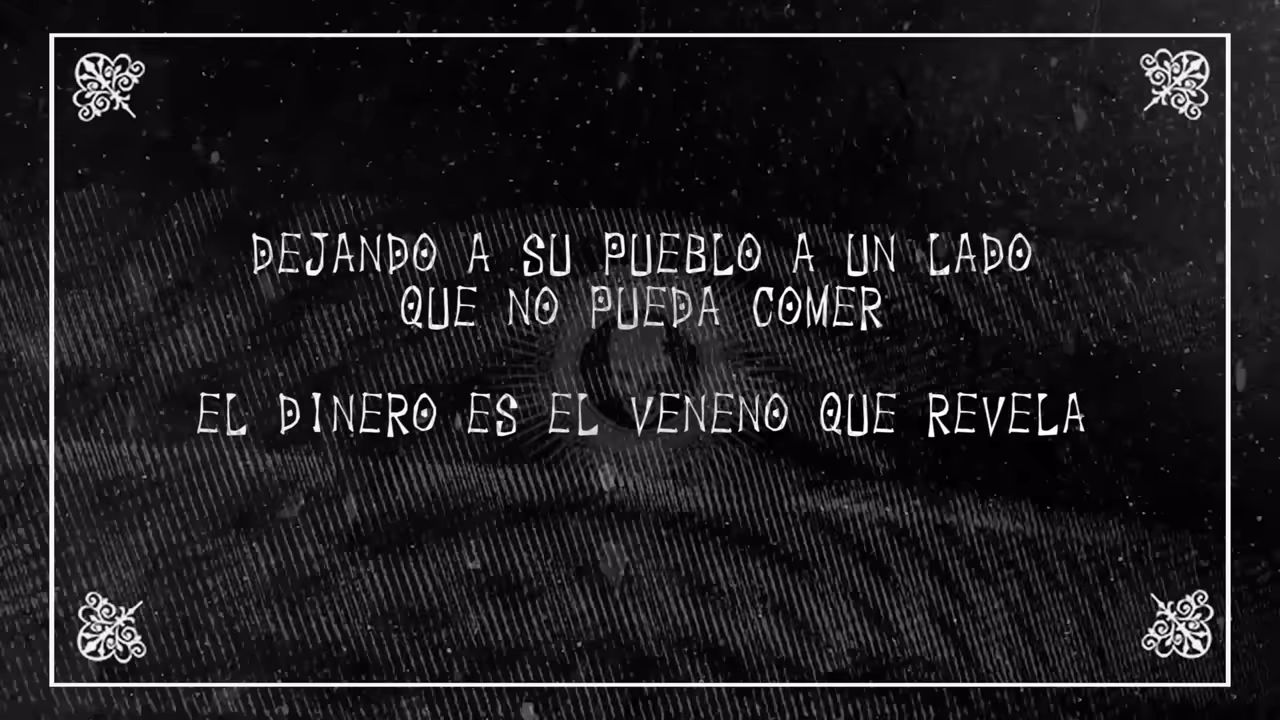 DEJANDO A SU PUEBLO A UN LADO
QUE NO PUEDA COMER
EL DINERO ES EL VENENO QUE REVELA